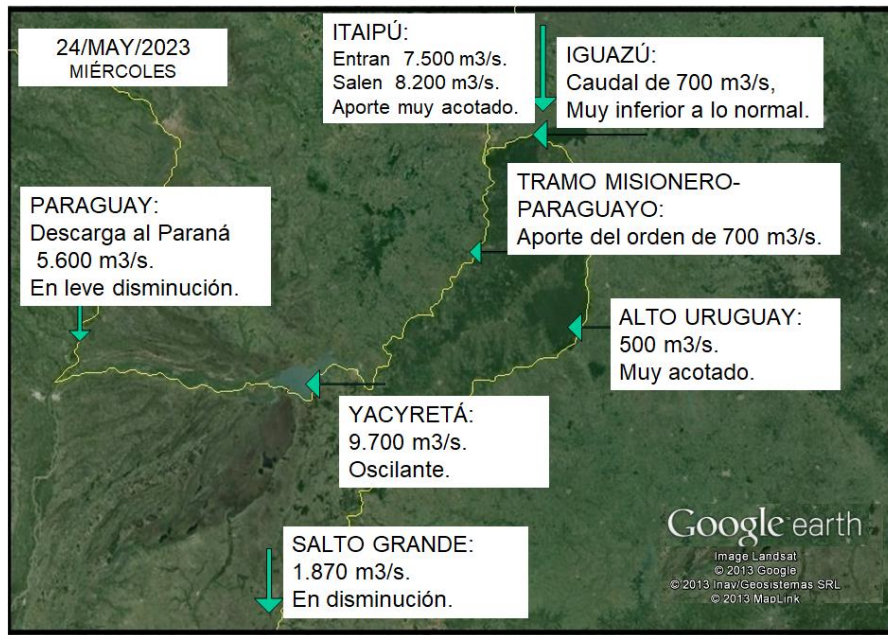 24/MAY/2023
MIÉRCOLES
ITAIPÚ:
Entran 7.500 m3/s.
Salen 8.200 m3/s.
Aporte muy acotado.
IGUAZÚ:
Caudal de 700 m3/s,
Muy inferior a lo normal.
TRAMO MISIONERO-
PARAGUAYO:
Aporte del orden de 700 m3/s.
PARAGUAY:
Descarga al Paraná
5.600 m3/s.
En leve disminución.
ALTO URUGUAY:
500 m3/s.
Muy acotado.
YACYRETÁ:
9.700 m3/s.
Oscilante.
SALTO GRANDE:
1.870 m3/s.
En disminución.
Google earth
Image Landsat
© 2013 Google
© 2013 Inav/Geosistemas SRL
© 2013 MapLink